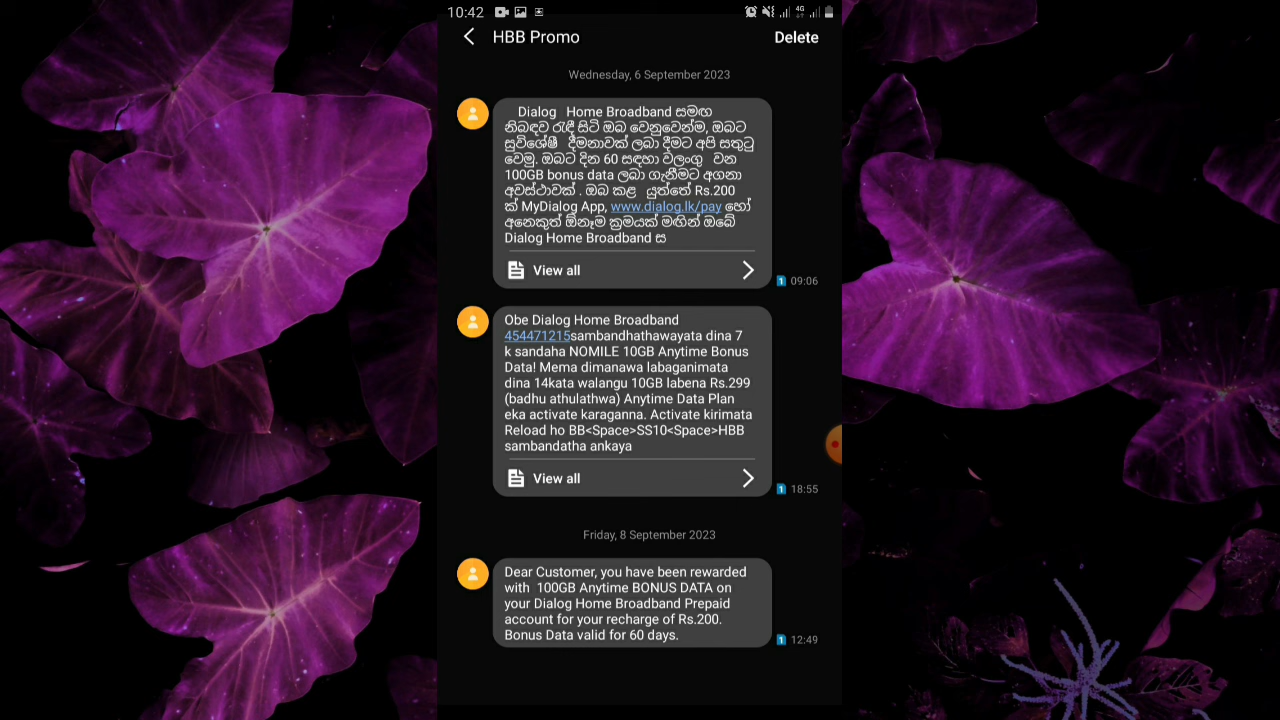 10:42
4G
HBB Promo
Delete
Wednesday, 6 September 2023
Dialog Home Broadband සමඟ
නිබඳව රැඳී සිටි ඔබ වෙනුවෙන්ම, ඔබට
සුවිශේෂී දීමනාවක් ලබා දීමට අපි සතුටු
වෙමු. ඔබට දින 60 සඳහා වලංගු වන
100GB bonus data ලබා ගැනීමට අගනා
අවස්ථාවක් . ඔබ කළ යුත්තේ Rs.200
ක් MyDialog App, www.dialog.lk/pay හෝ
අනෙකුත් ඕනෑම ක්‍රමයක් මඟින් ඔබේ
Dialog Home Broadband ස
View all
1 09:06
Obe Dialog Home Broadband
454471215sambandhathawayata dina 7
k sandaha NOMILE 10GB Anytime Bonus
Data! Mema dimanawa labaganimata
dina 14kata walangu 10GB labena Rs.299
(badhu athulathwa) Anytime Data Plan
eka activate karaganna. Activate kirimata
Reload ho BB<Space>SS10<Space>HBB
sambandatha ankaya
View all
1 18:55
Friday, 8 September 2023
Dear Customer, you have been rewarded
with 100GB Anytime BONUS DATA on
your Dialog Home Broadband Prepaid
account for your recharge of Rs.200.
Bonus Data valid for 60 days.
1 12:49